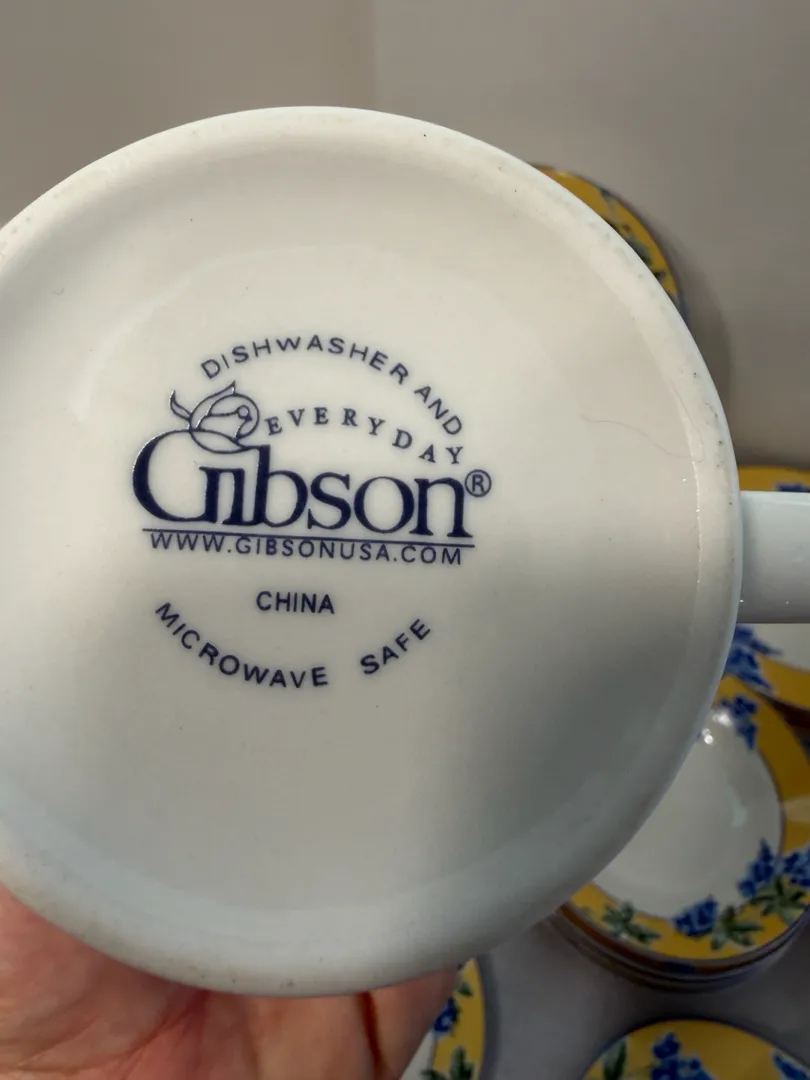 DISHWASHER AND
EVERYDAY
Gibson®
WWW.GIBSONUSA.COM
CHINA
MICROWAVE SAFE